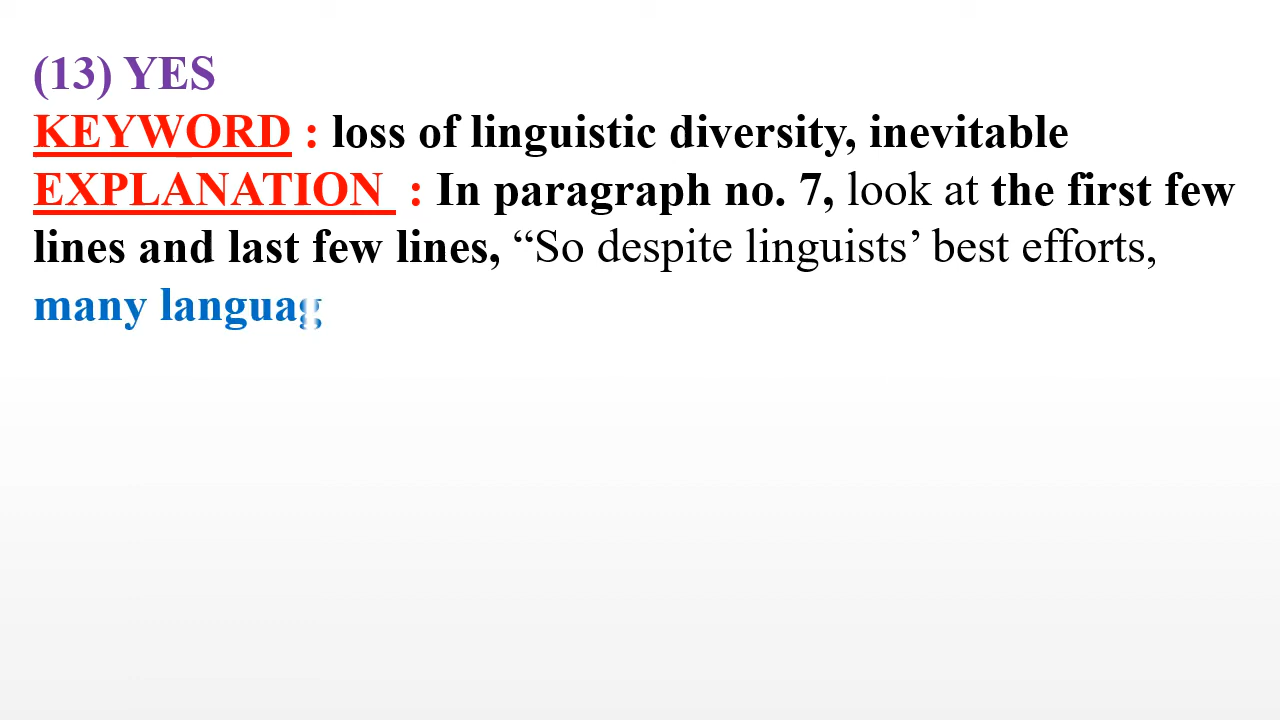 (13) YES
KEYWORD : loss of linguistic diversity, inevitable
EXPLANATION : In paragraph no. 7, look at the first few
lines and last few lines, “So despite linguists’ best efforts,
many languag